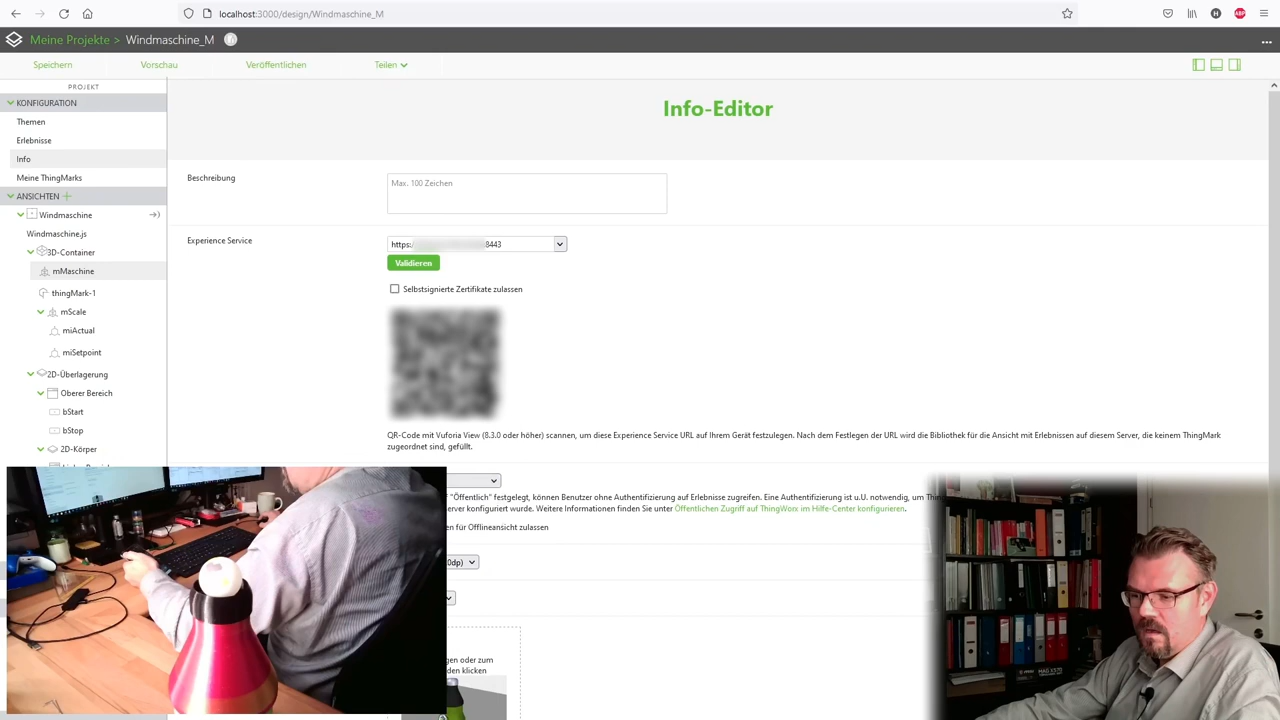 localhost:3000/design/Windmaschine_M
Meine Projekte > Windmaschine_M
Speichern
Vorschau
Veröffentlichen
Teilen
PROJEKT
KONFIGURATION
Themen
Erlebnisse
Info
Meine ThingMarks
ANSICHTEN
Windmaschine
Windmaschine.js
3D-Container
mMaschine
thingMark-1
mScale
miActual
miSetpoint
2D-Überlagerung
Oberer Bereich
bStart
bStop
2D-Körper
Info-Editor
Beschreibung
Max. 100 Zeichen
Experience Service
https:/ 8443
Validieren
Selbstsignierte Zertifikate zulassen
QR-Code mit Vuforia View (8.3.0 oder höher) scannen, um diese Experience Service URL auf Ihrem Gerät festzulegen. Nach dem Festlegen der URL wird die Bibliothek für die Ansicht mit Erlebnissen auf diesem Server, die keinem ThingMark
zugeordnet sind, gefüllt.
"Öffentlich" festgelegt, können Benutzer ohne Authentifizierung auf Erlebnisse zugreifen. Eine Authentifizierung ist u.U. notwendig, um Thin
erver konfiguriert wurde. Weitere Informationen finden Sie unter Öffentlichen Zugriff auf ThingWorx im Hilfe-Center konfigurieren.
en für Offlineansicht zulassen
0dp)
gen oder zum
den klicken